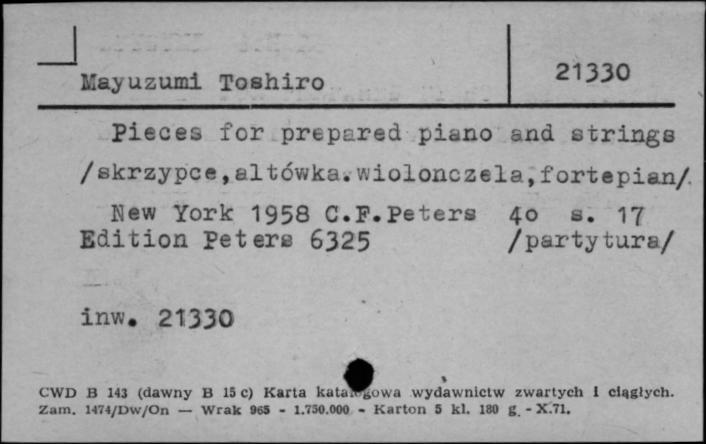 Mayuzumi Toshiro 21330
Pieces for prepared piano and strings
/skrzypce,altówka.wiolonczela,fortepian/.
New York 1958 C.F.Peters 4o s. 17
Edition Peters 6325 /partytura/
inw. 21330
CWD B 143 (dawny B 15 c) Karta katalogowa wydawnictw zwartych i ciągłych.
Zam. 1474/Dw/On — Wrak 965 - 1.750.000 - Karton 5 kl. 180 g. - X.71.